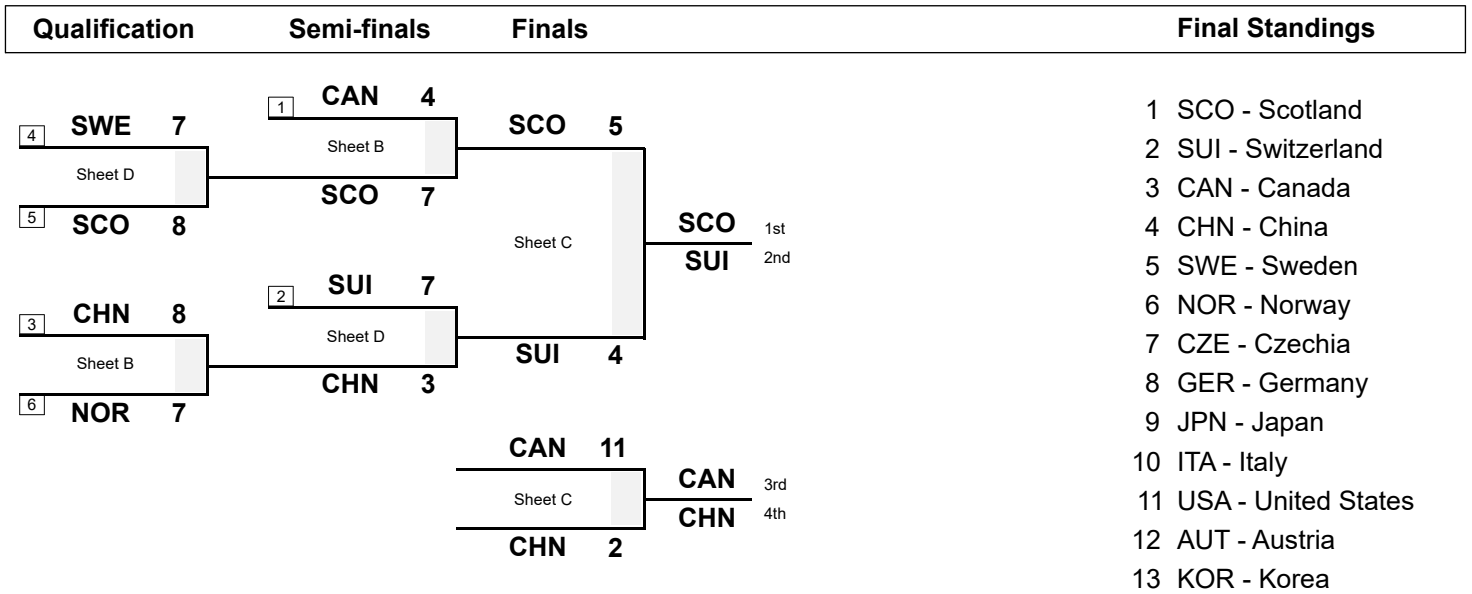 Qualification Semi-finals Finals Final Standings
1 CAN 4
Sheet B
SCO 7
4 SWE 7
Sheet D
5 SCO 8
2 SUI 7
Sheet D
CHN 3
3 CHN 8
Sheet B
6 NOR 7
SCO 5
Sheet C
SUI 4
SCO 1st
SUI 2nd
CAN 11
Sheet C
CHN 2
CAN 3rd
CHN 4th
1 SCO - Scotland
2 SUI - Switzerland
3 CAN - Canada
4 CHN - China
5 SWE - Sweden
6 NOR - Norway
7 CZE - Czechia
8 GER - Germany
9 JPN - Japan
10 ITA - Italy
11 USA - United States
12 AUT - Austria
13 KOR - Korea